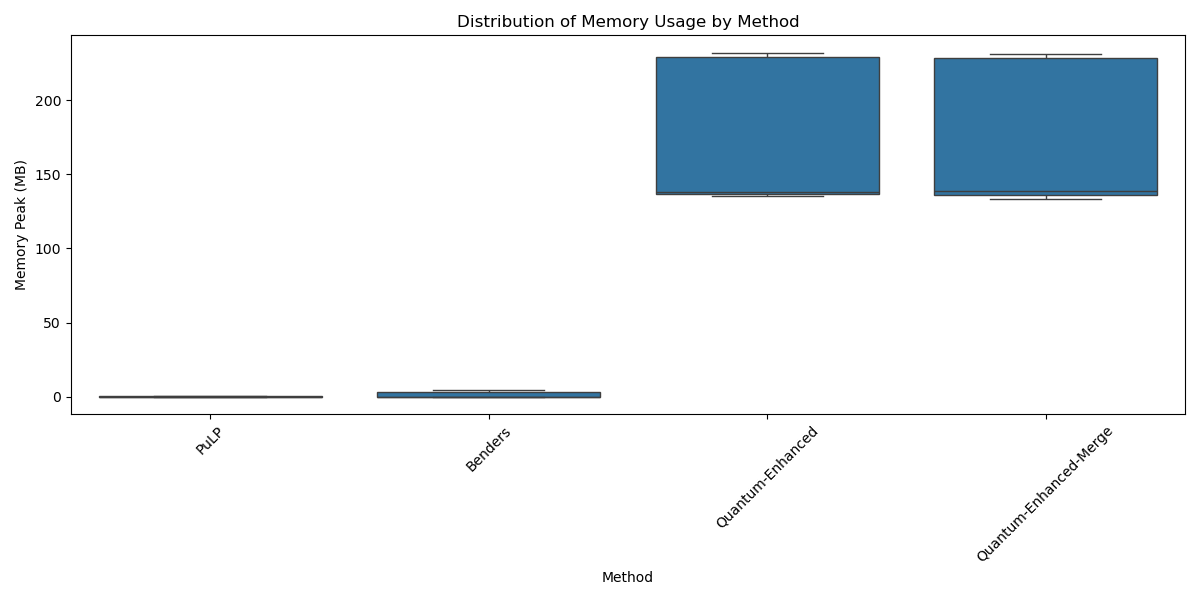 Distribution of Memory Usage by Method
Memory Peak (MB)
200
150
100
50
0
PuLP
Benders
Quantum-Enhanced
Quantum-Enhanced-Merge
Method